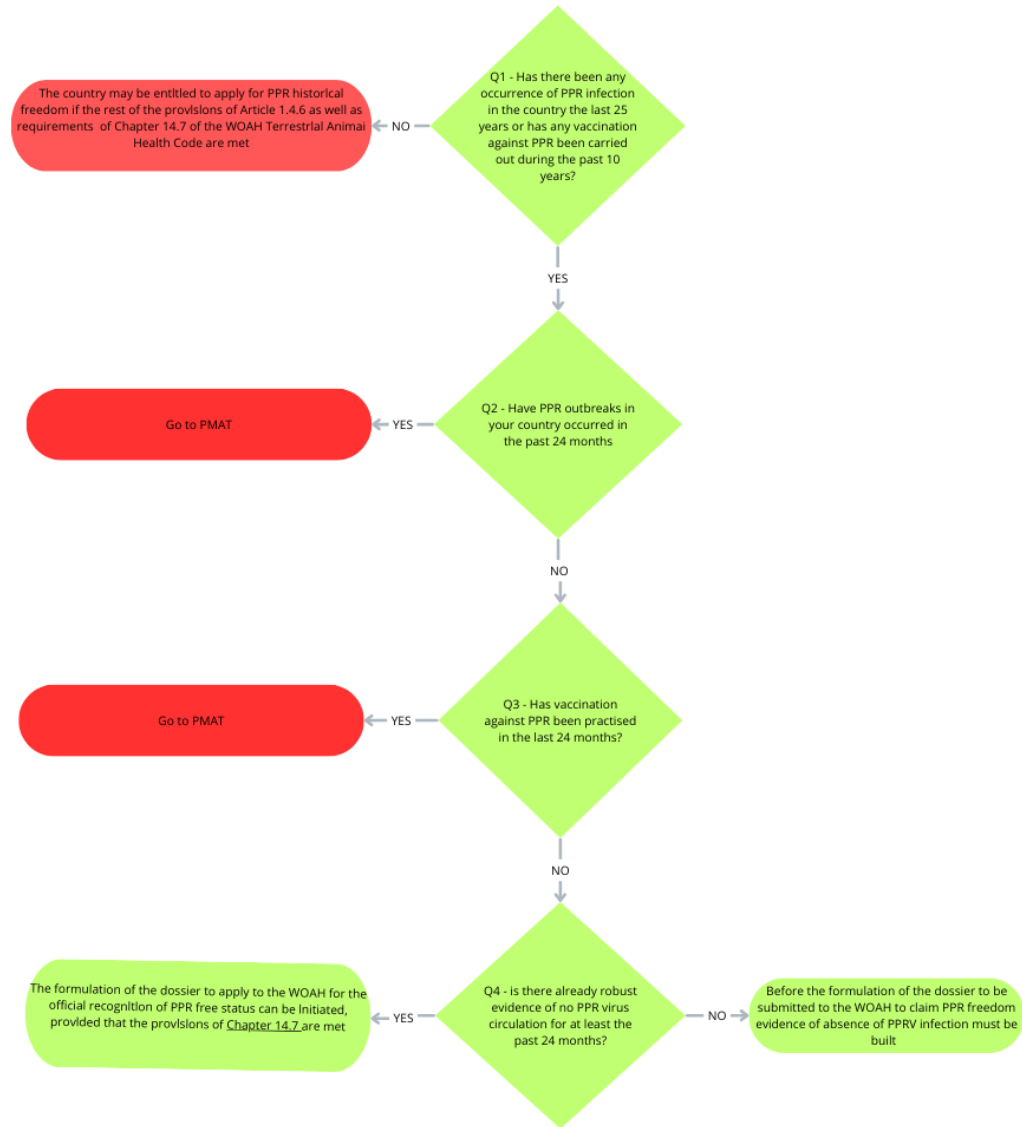 Q1 - Has there been any
occurrence of PPR infection
in the country the last 25
years or has any vaccination
against PPR been carried
out during the past 10
years?
NO
The country may be entitled to apply for PPR historical
freedom if the rest of the provisions of Article 1.4.6 as well as
requirements of Chapter 14.7 of the WOAH Terrestrial Animai
Health Code are met
YES
Q2 - Have PPR outbreaks in
your country occurred in
the past 24 months
YES
Go to PMAT
NO
Q3 - Has vaccination
against PPR been practised
in the last 24 months?
YES
Go to PMAT
NO
Q4 - is there already robust
evidence of no PPR virus
circulation for at least the
past 24 months?
YES
The formulation of the dossier to apply to the WOAH for the
official recognition of PPR free status can be initiated,
provided that the provisions of Chapter 14.7 are met
NO
Before the formulation of the dossier to be
submitted to the WOAH to claim PPR freedom
evidence of absence of PPRV infection must be
built